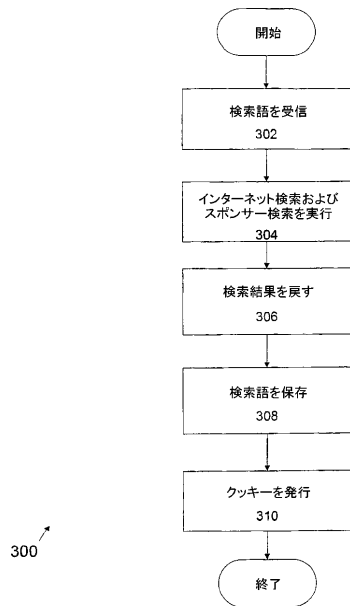 開始
検索語を受信
302
インターネット検索および
スポンサー検索を実行
304
検索結果を戻す
306
検索語を保存
308
クッキーを発行
310
300
終了